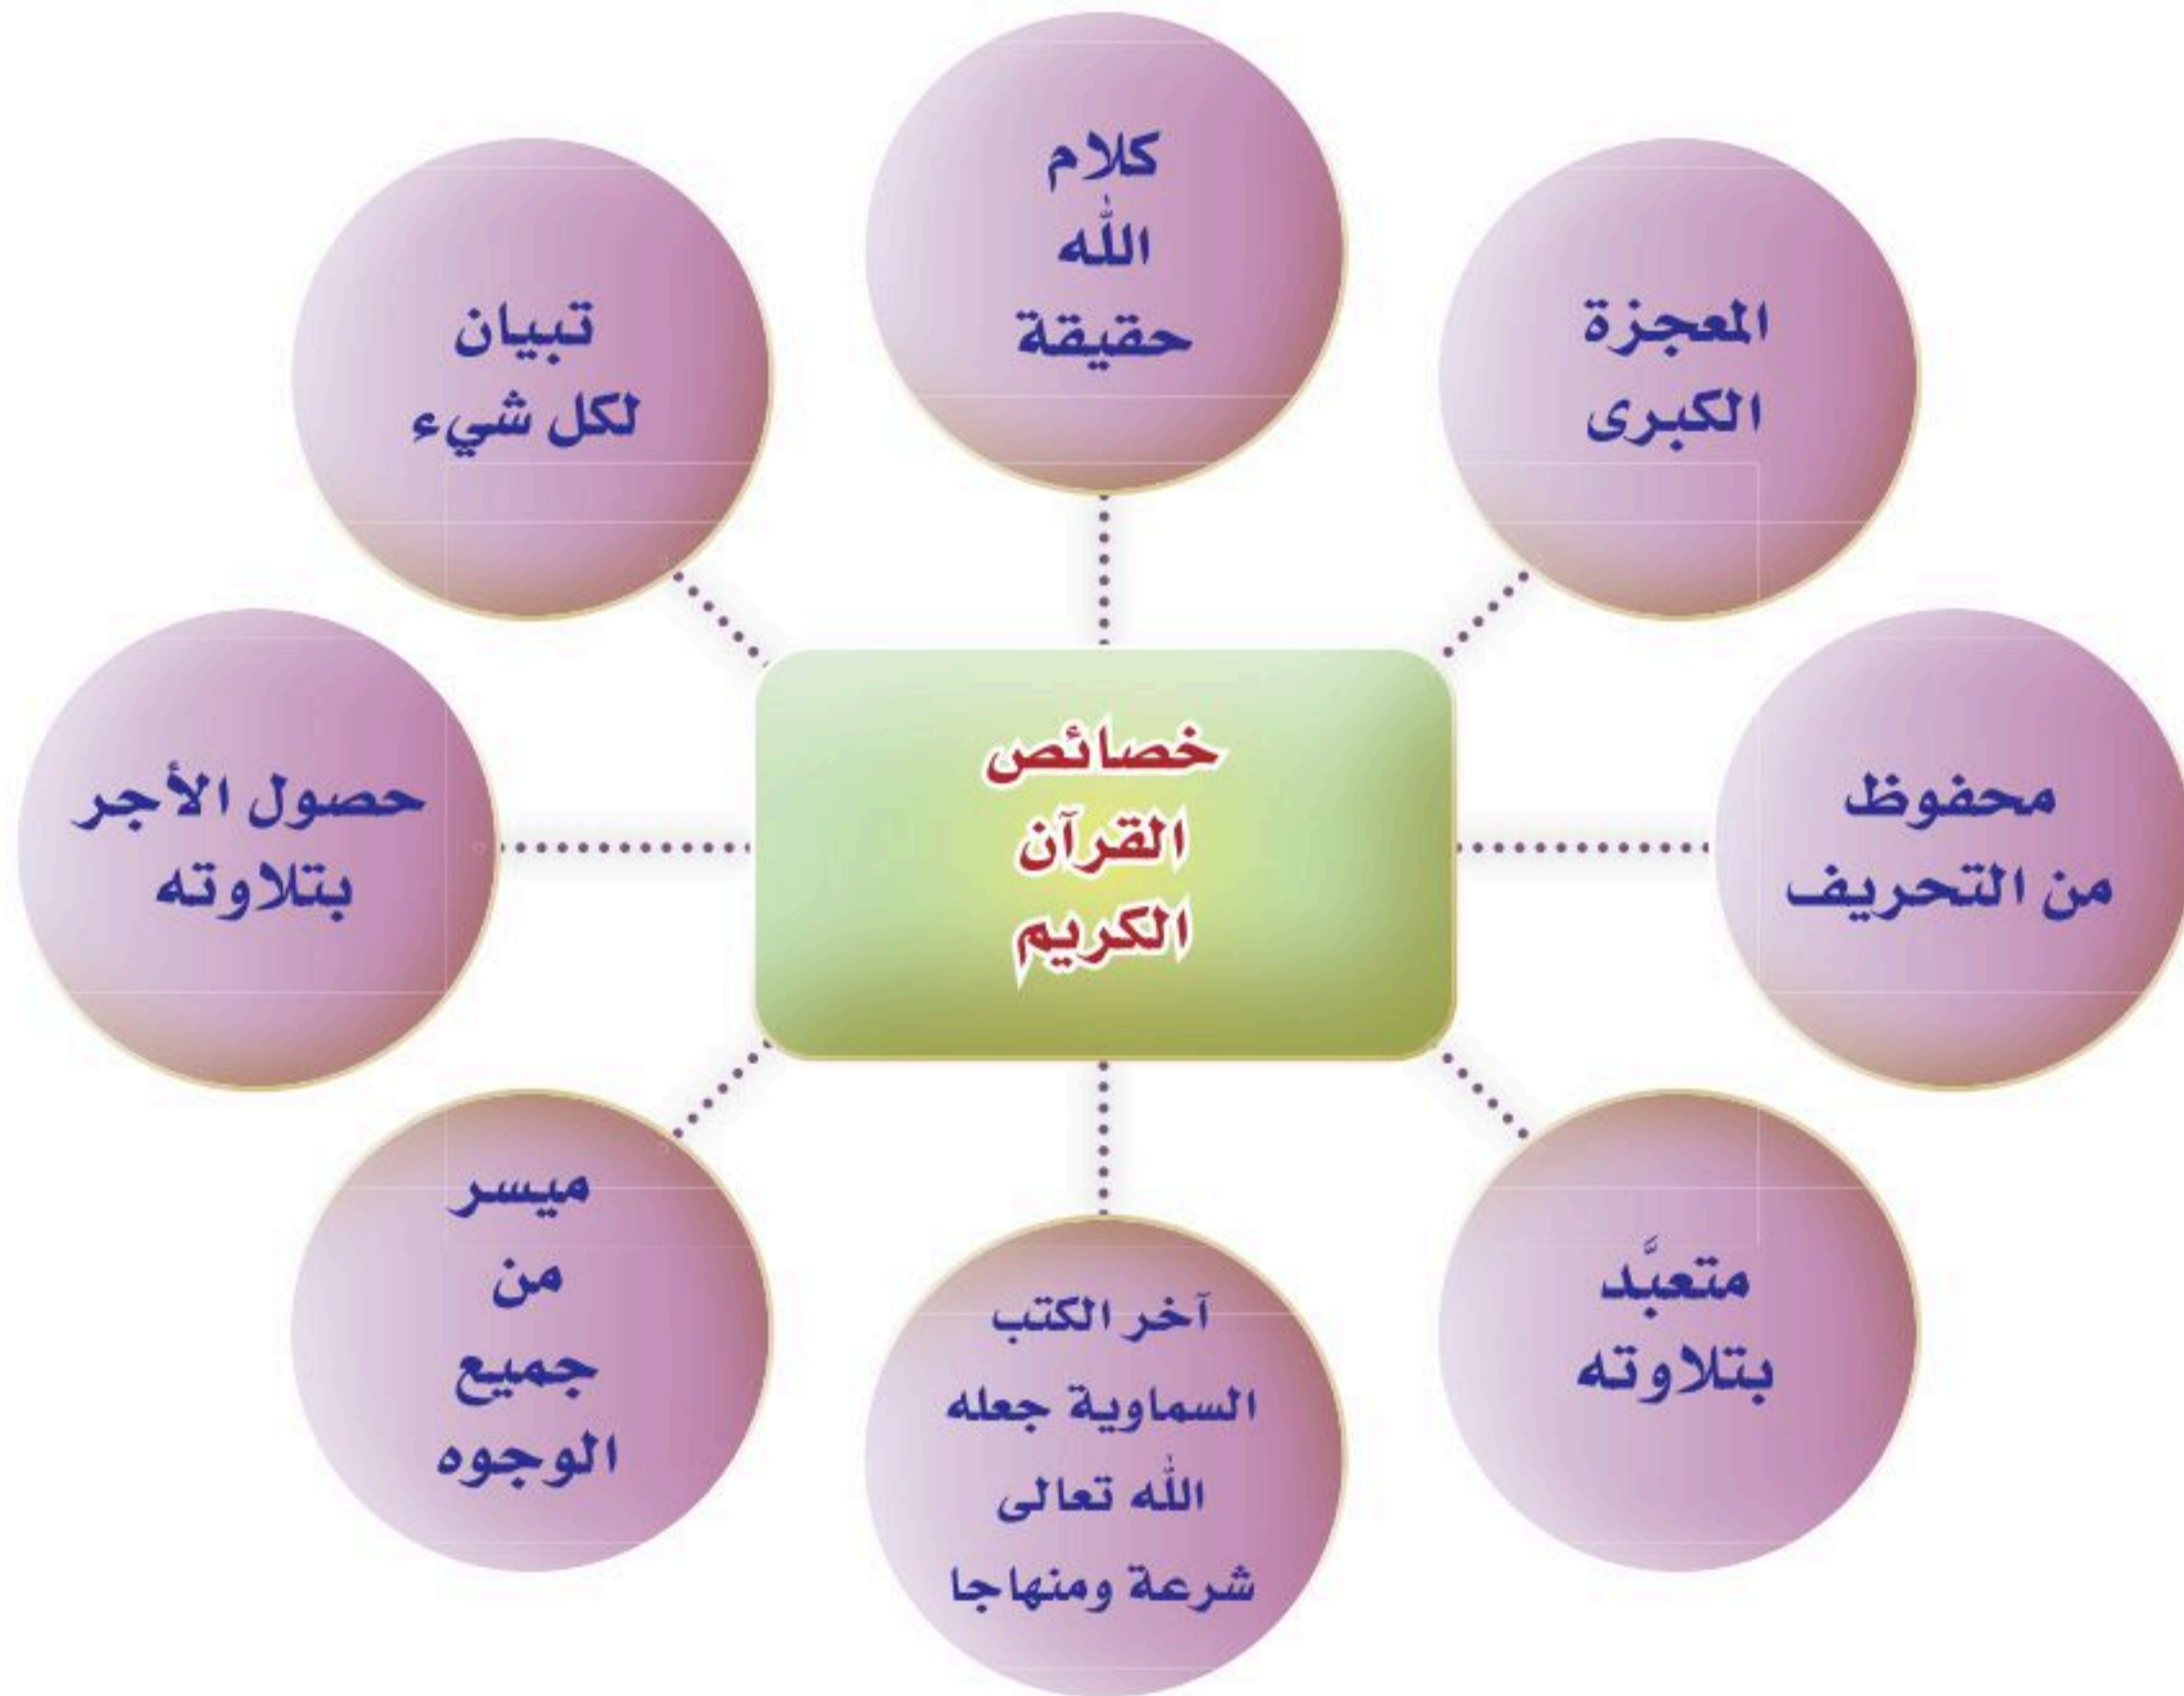 خصائص
القرآن
الكريم
كلام
الله
حقيقة
المعجزة
الكبرى
محفوظ
من التحريف
متعبَّد
بتلاوته
آخر الكتب
السماوية جعله
الله تعالى
شرعة ومنهاجا
ميسر
من
جميع
الوجوه
حصول الأجر
بتلاوته
تبيان
لكل شيء